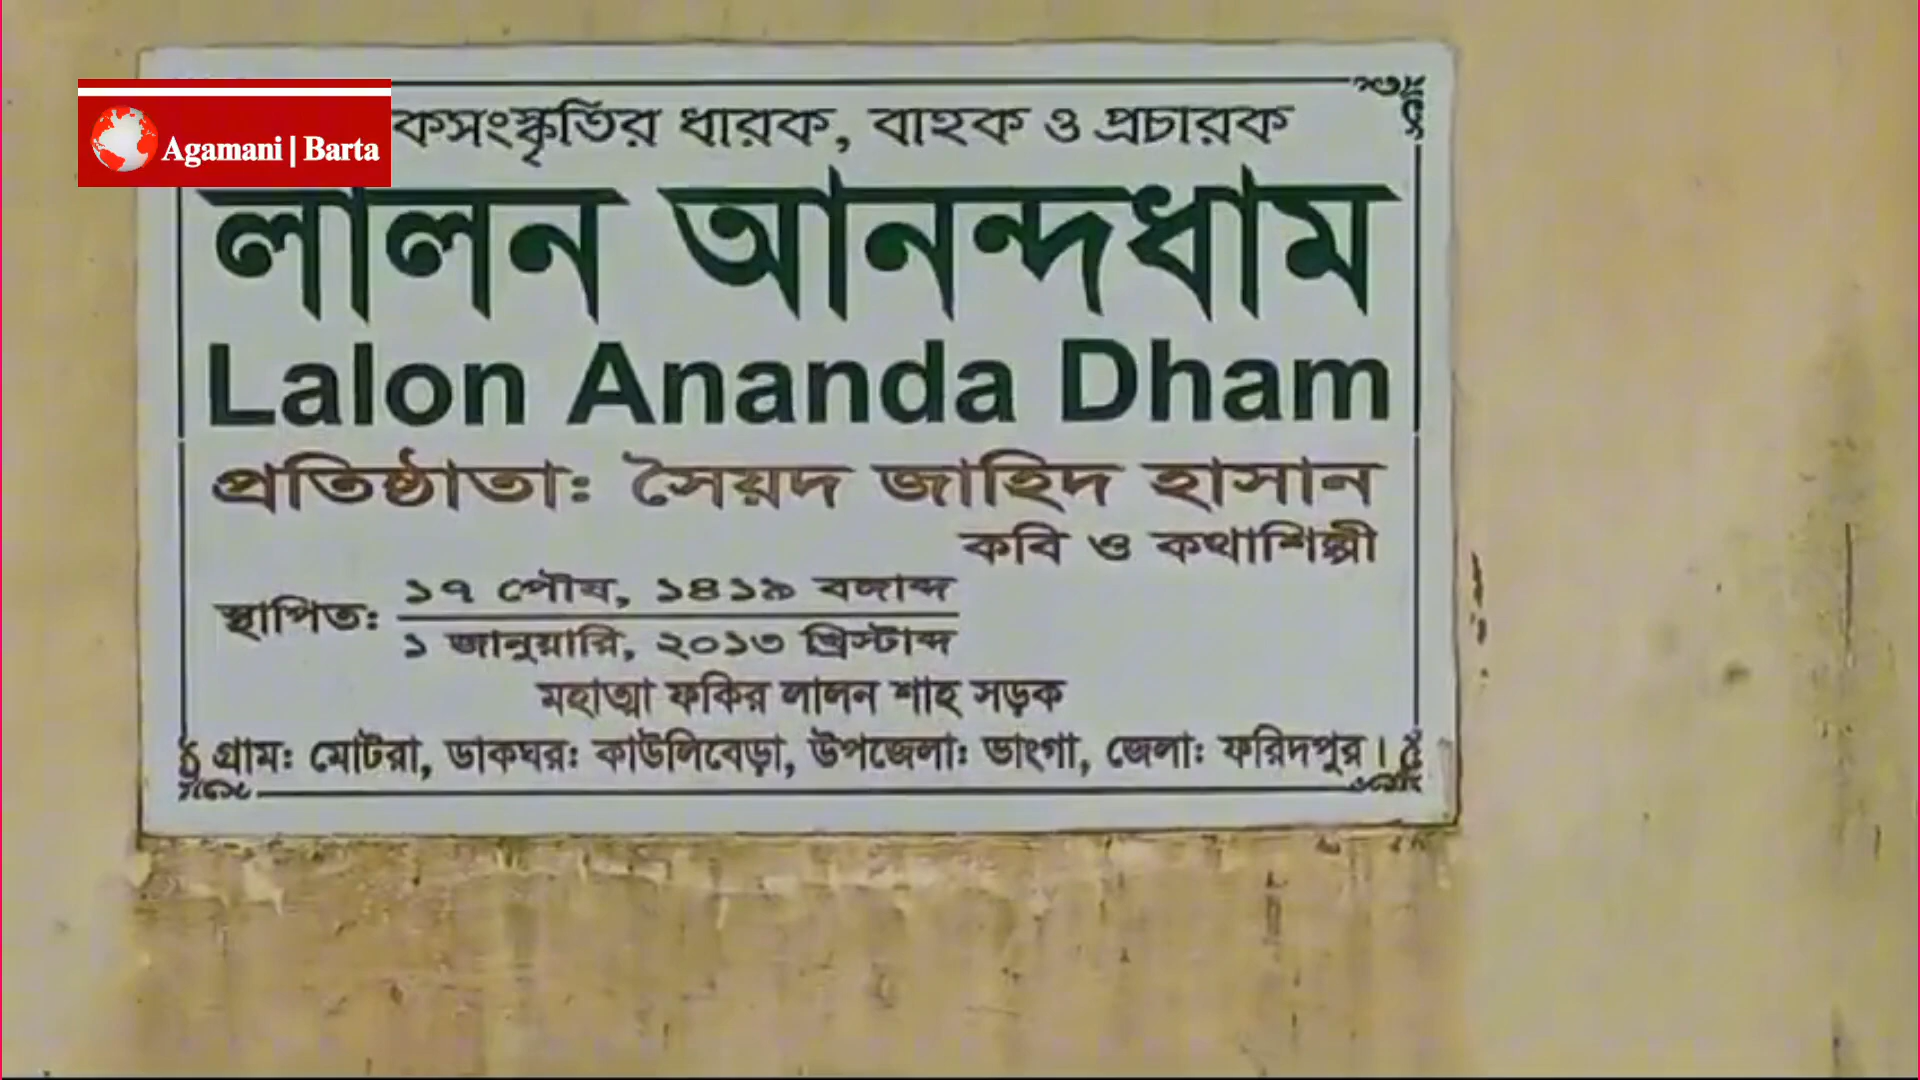 Agamani | Barta
কসংস্কৃতির ধারক, বাহক ও প্রচারক
লালন আনন্দধাম
Lalon Ananda Dham
প্রতিষ্ঠাতা: সৈয়দ জাহিদ হাসান
কবি ও কথাশিল্পী
স্থাপিত:
১৭ পৌষ, ১৪১৯ বঙ্গাব্দ
১ জানুয়ারি, ২০১৩ খ্রিস্টাব্দ
মহাত্মা ফকির লালন শাহ সড়ক
গ্রাম: মোটরা, ডাকঘর: কাউলিবেড়া, উপজেলা: ভাংগা, জেলা: ফরিদপুর।